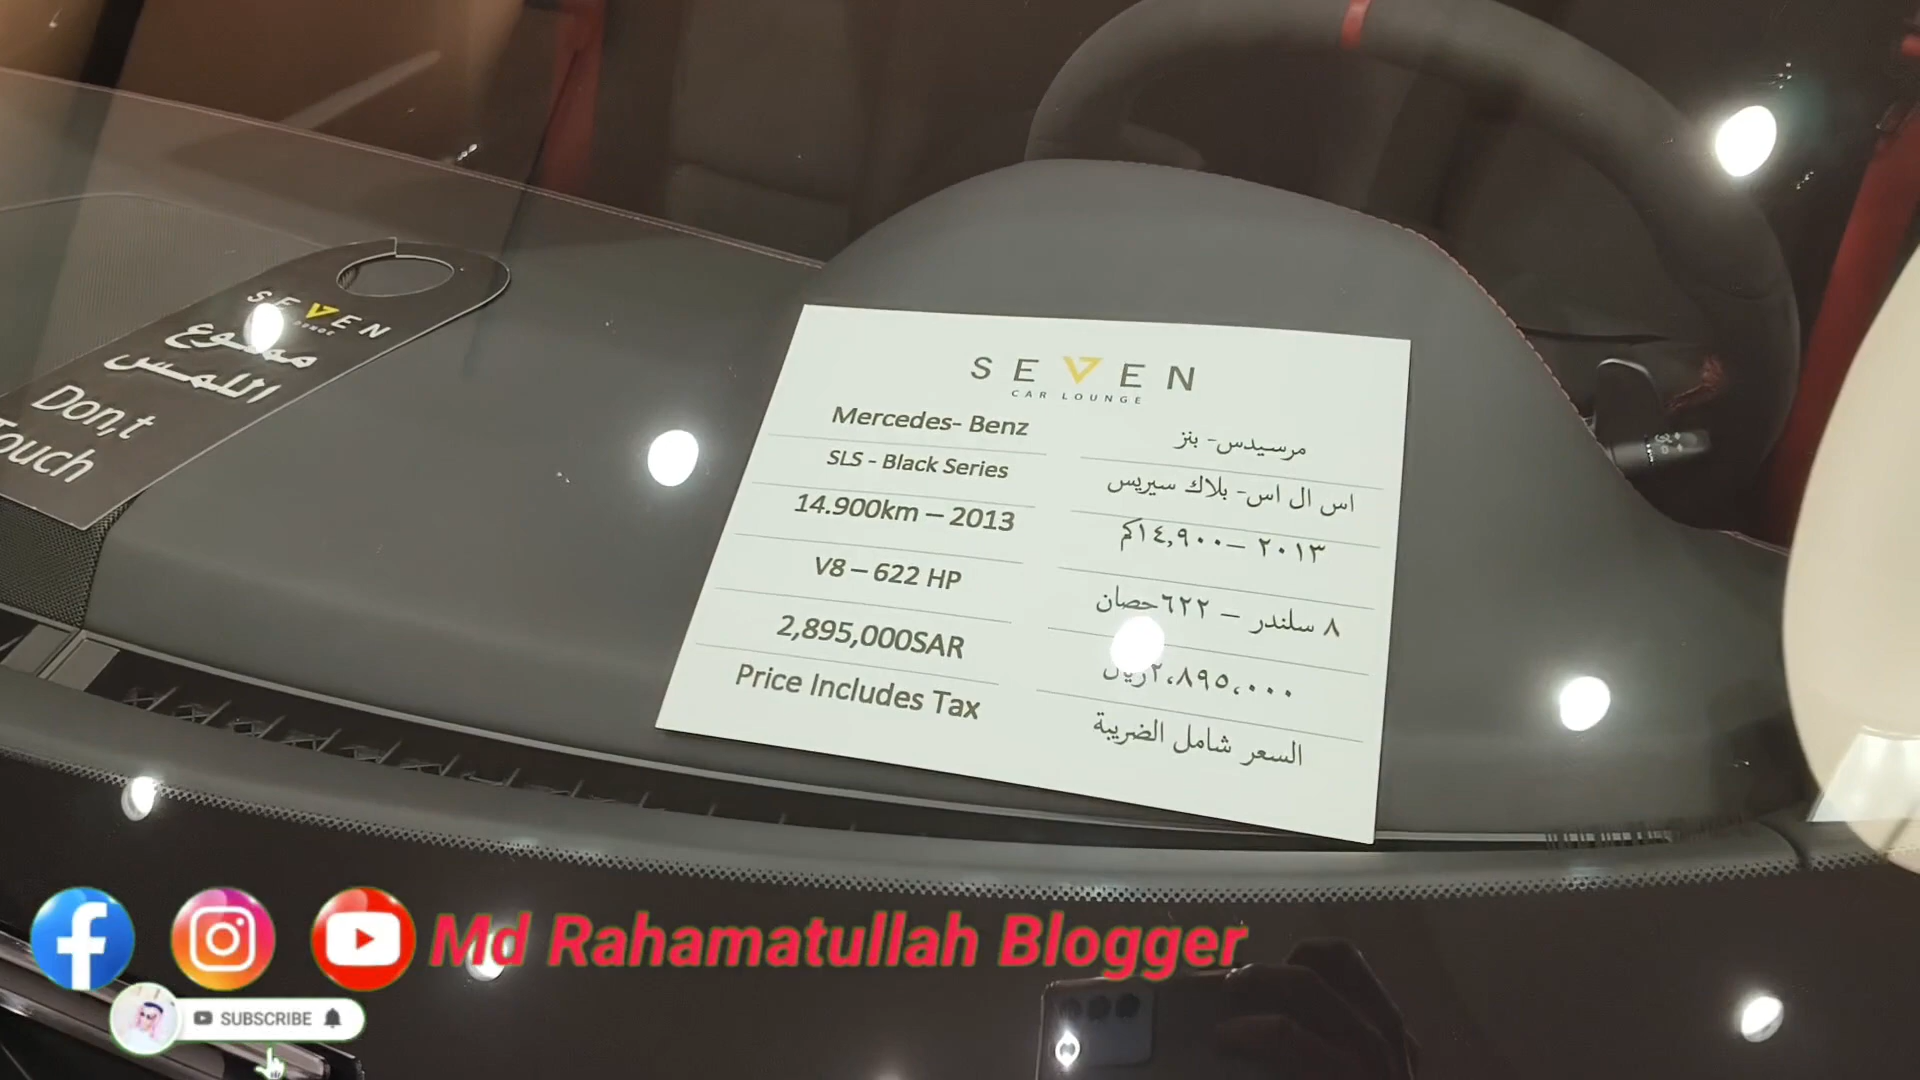 SEVEN
LOUNGE
ممنوع
اللمس
Don,t
Touch
SEVEN
CAR LOUNGE
Mercedes- Benz
SLS - Black Series
14.900km – 2013
V8 – 622 HP
2,895,000SAR
Price Includes Tax
مرسيدس- بنز
اس ال اس- بلاك سيريس
٢٠١٣ –١٤,٩٠٠كم
٨ سلندر – ٦٢٢حصان
٢،٨٩٥،٠٠٠ريال
السعر شامل الضريبة
Md Rahamatullah Blogger
SUBSCRIBE